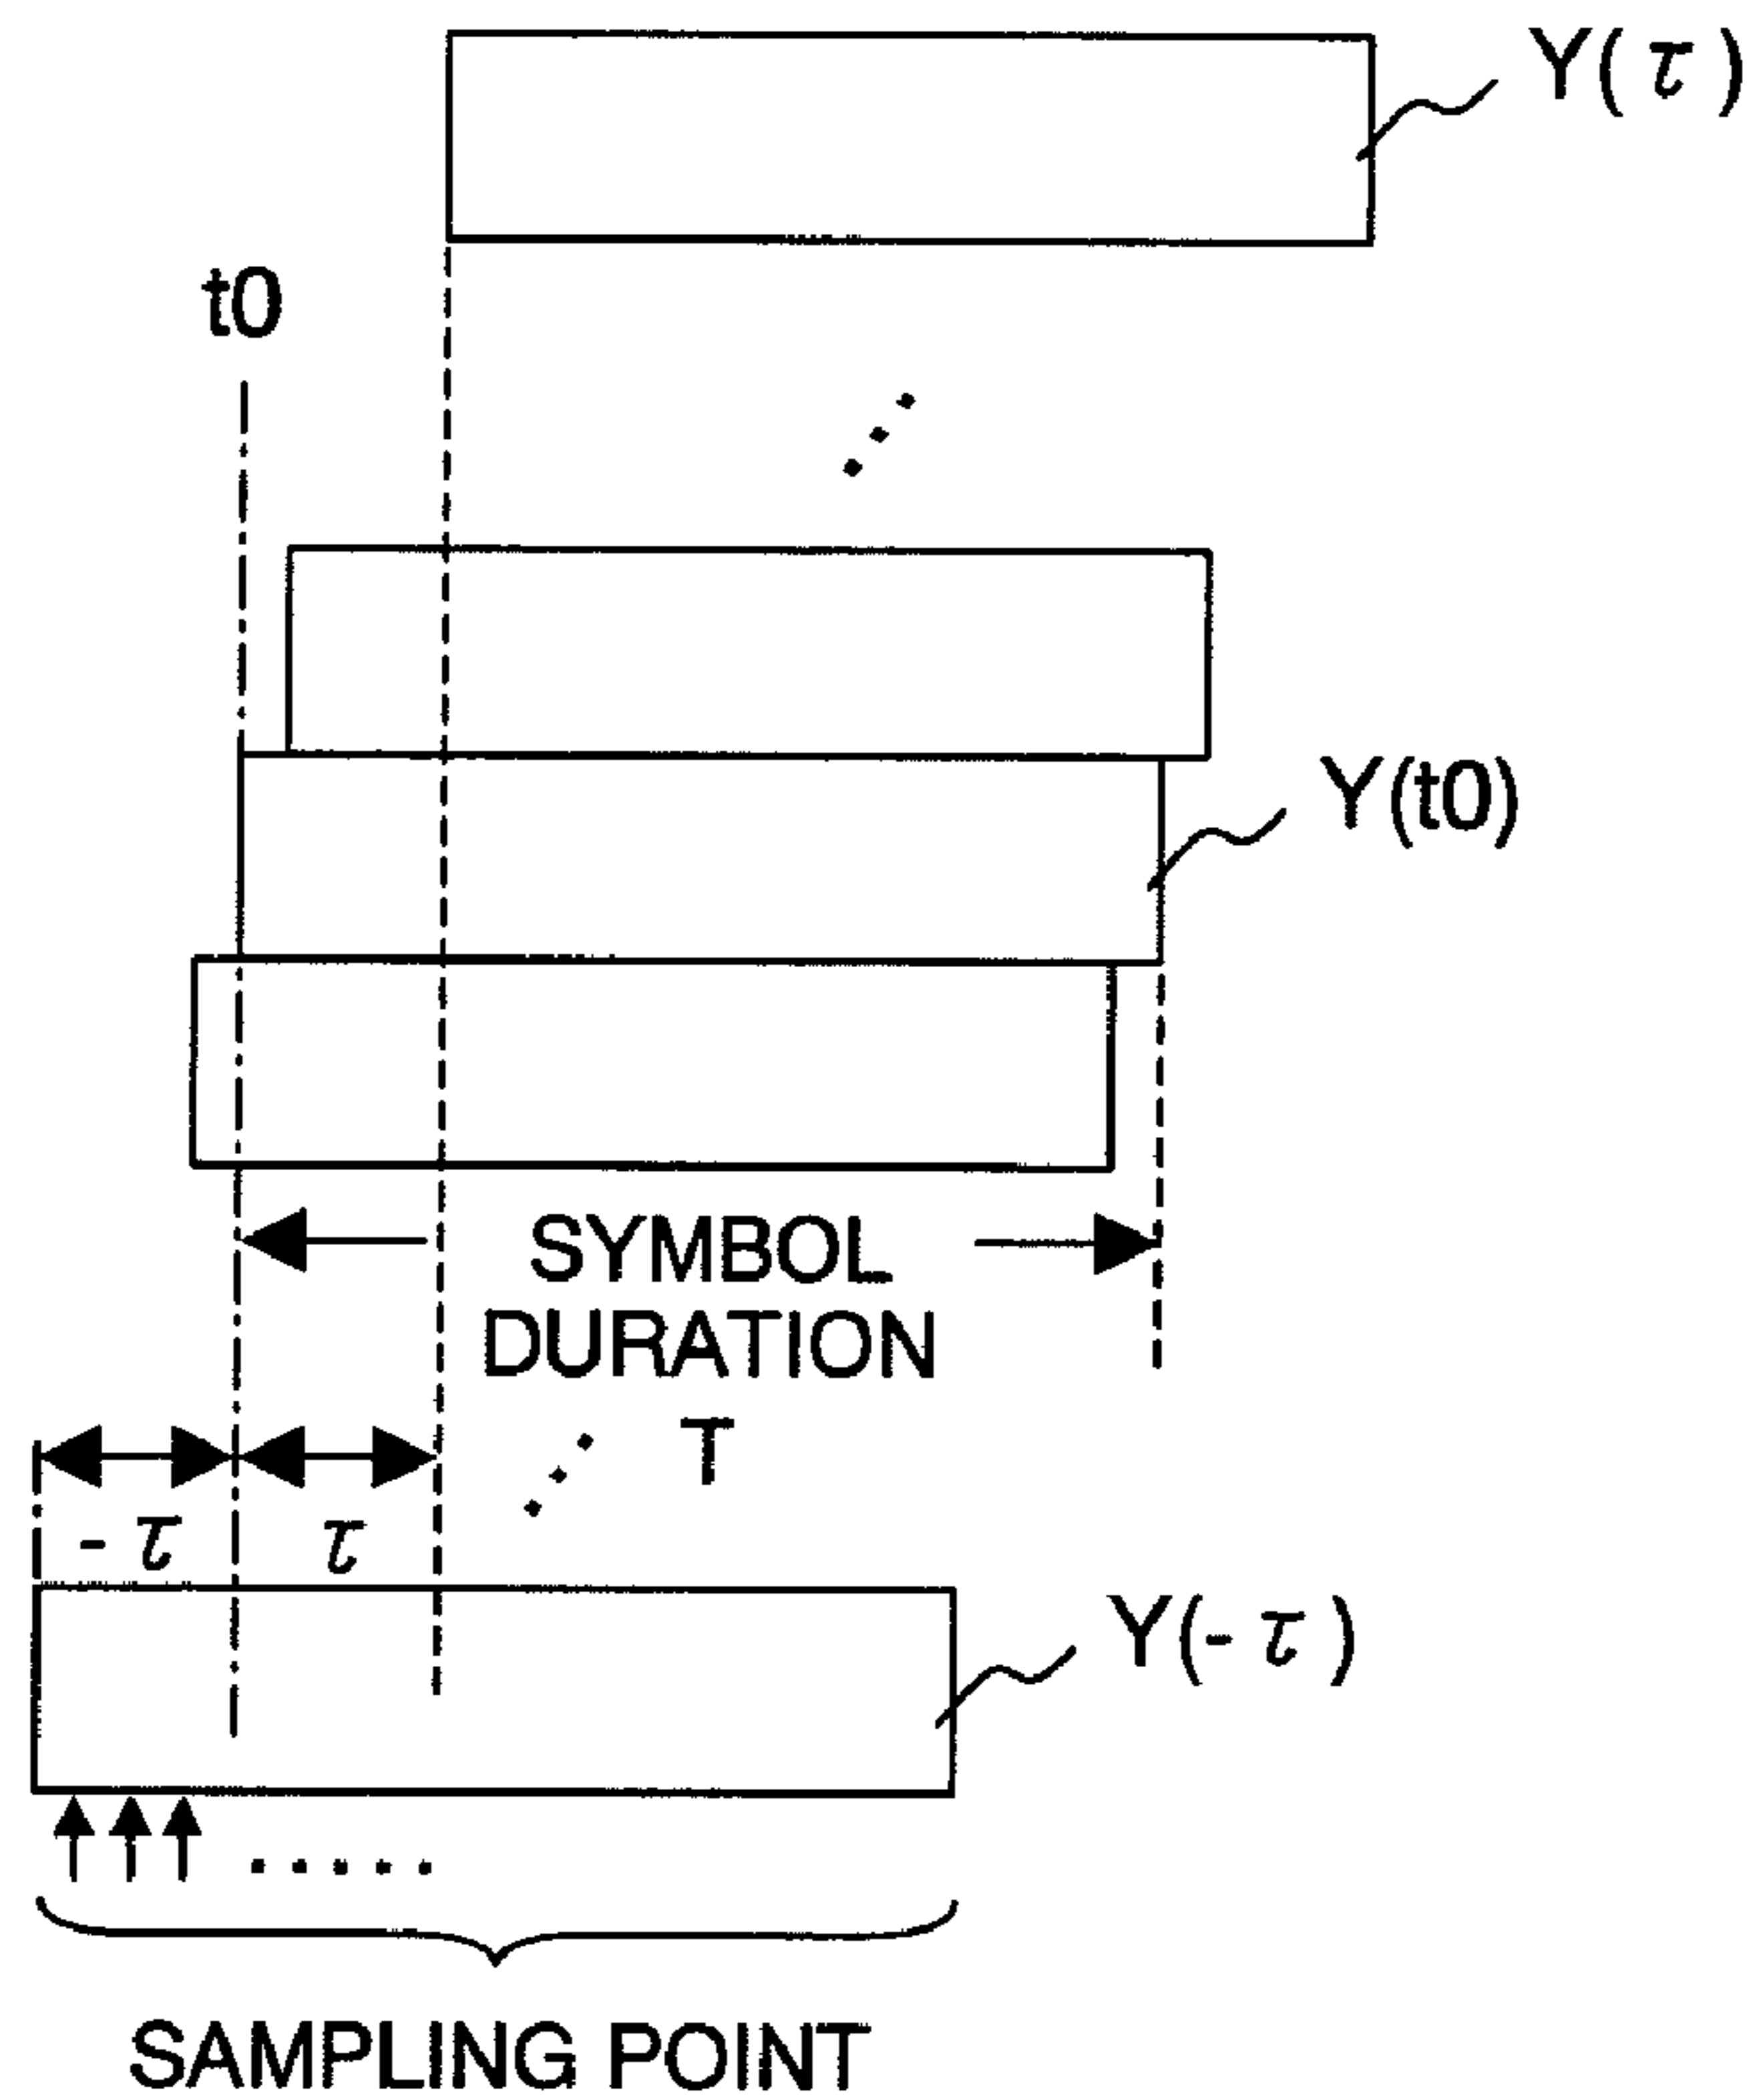 Y(τ)
t0
Y(t0)
SYMBOL
DURATION
T
-τ
τ
Y(-τ)
SAMPLING POINT